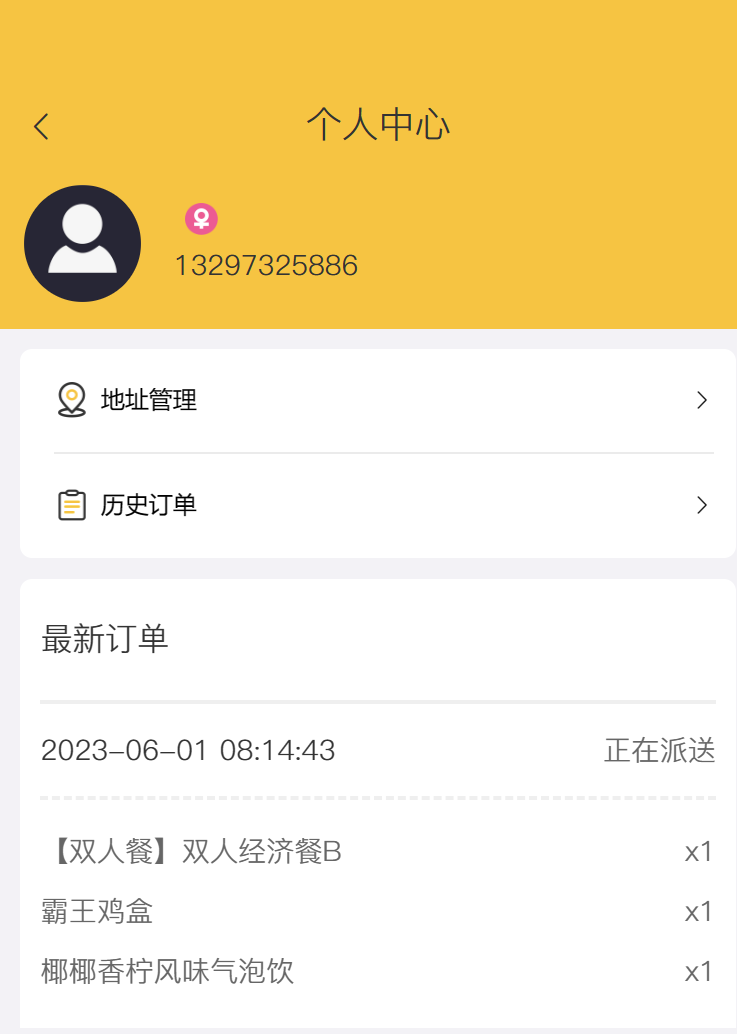 个人中心
13297325886
地址管理
历史订单
最新订单
2023-06-01 08:14:43 正在派送
【双人餐】双人经济餐B x1
霸王鸡盒 x1
椰椰香柠风味气泡饮 x1